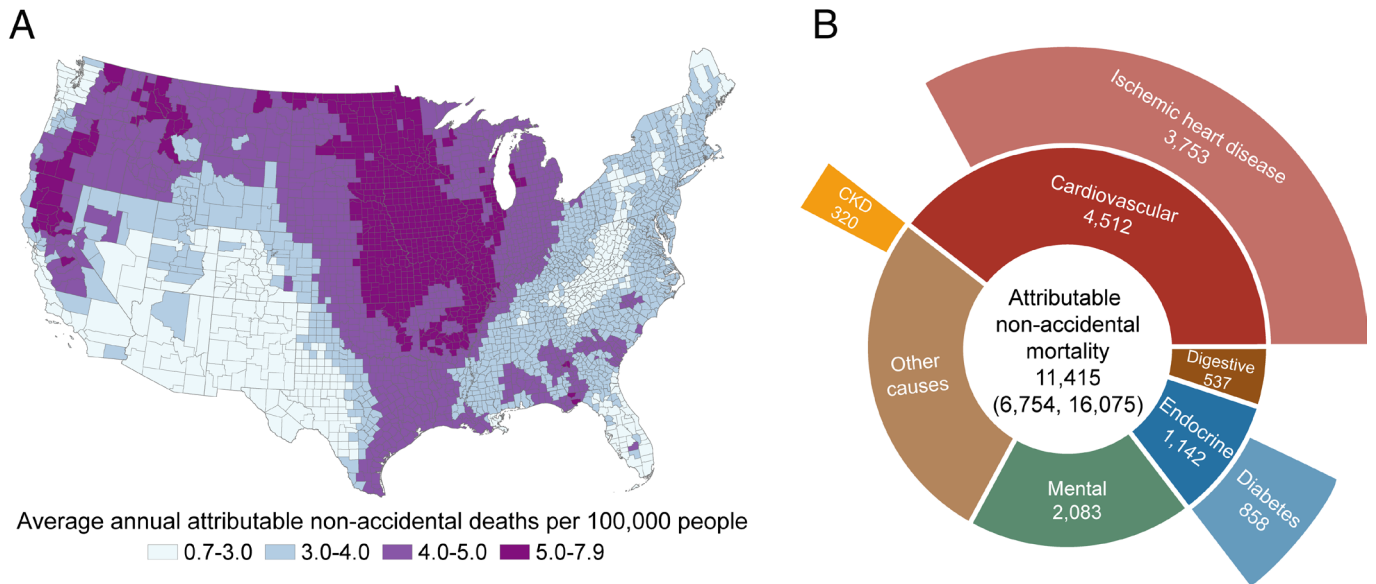 A
B
Ischemic heart disease
3,753
Cardiovascular
4,512
CKD
320
Attributable
non-accidental
mortality
11,415
(6,754, 16,075)
Other
causes
Digestive
537
Endocrine
1,142
Diabetes
858
Mental
2,083
Average annual attributable non-accidental deaths per 100,000 people
0.7-3.0 3.0-4.0 4.0-5.0 5.0-7.9